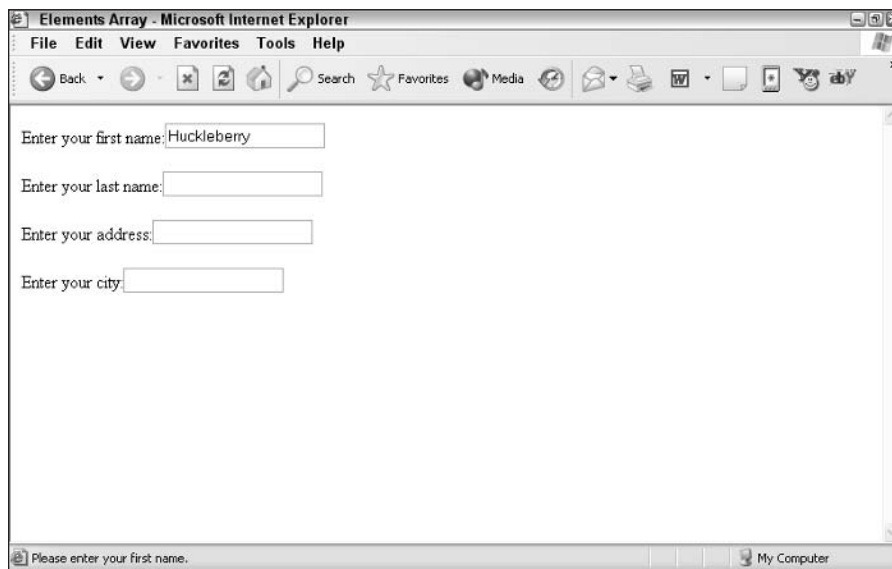 Elements Array - Microsoft Internet Explorer
File Edit View Favorites Tools Help
Back Search Favorites Media W abY
Enter your first name: Huckleberry
Enter your last name:
Enter your address:
Enter your city:
Please enter your first name. My Computer